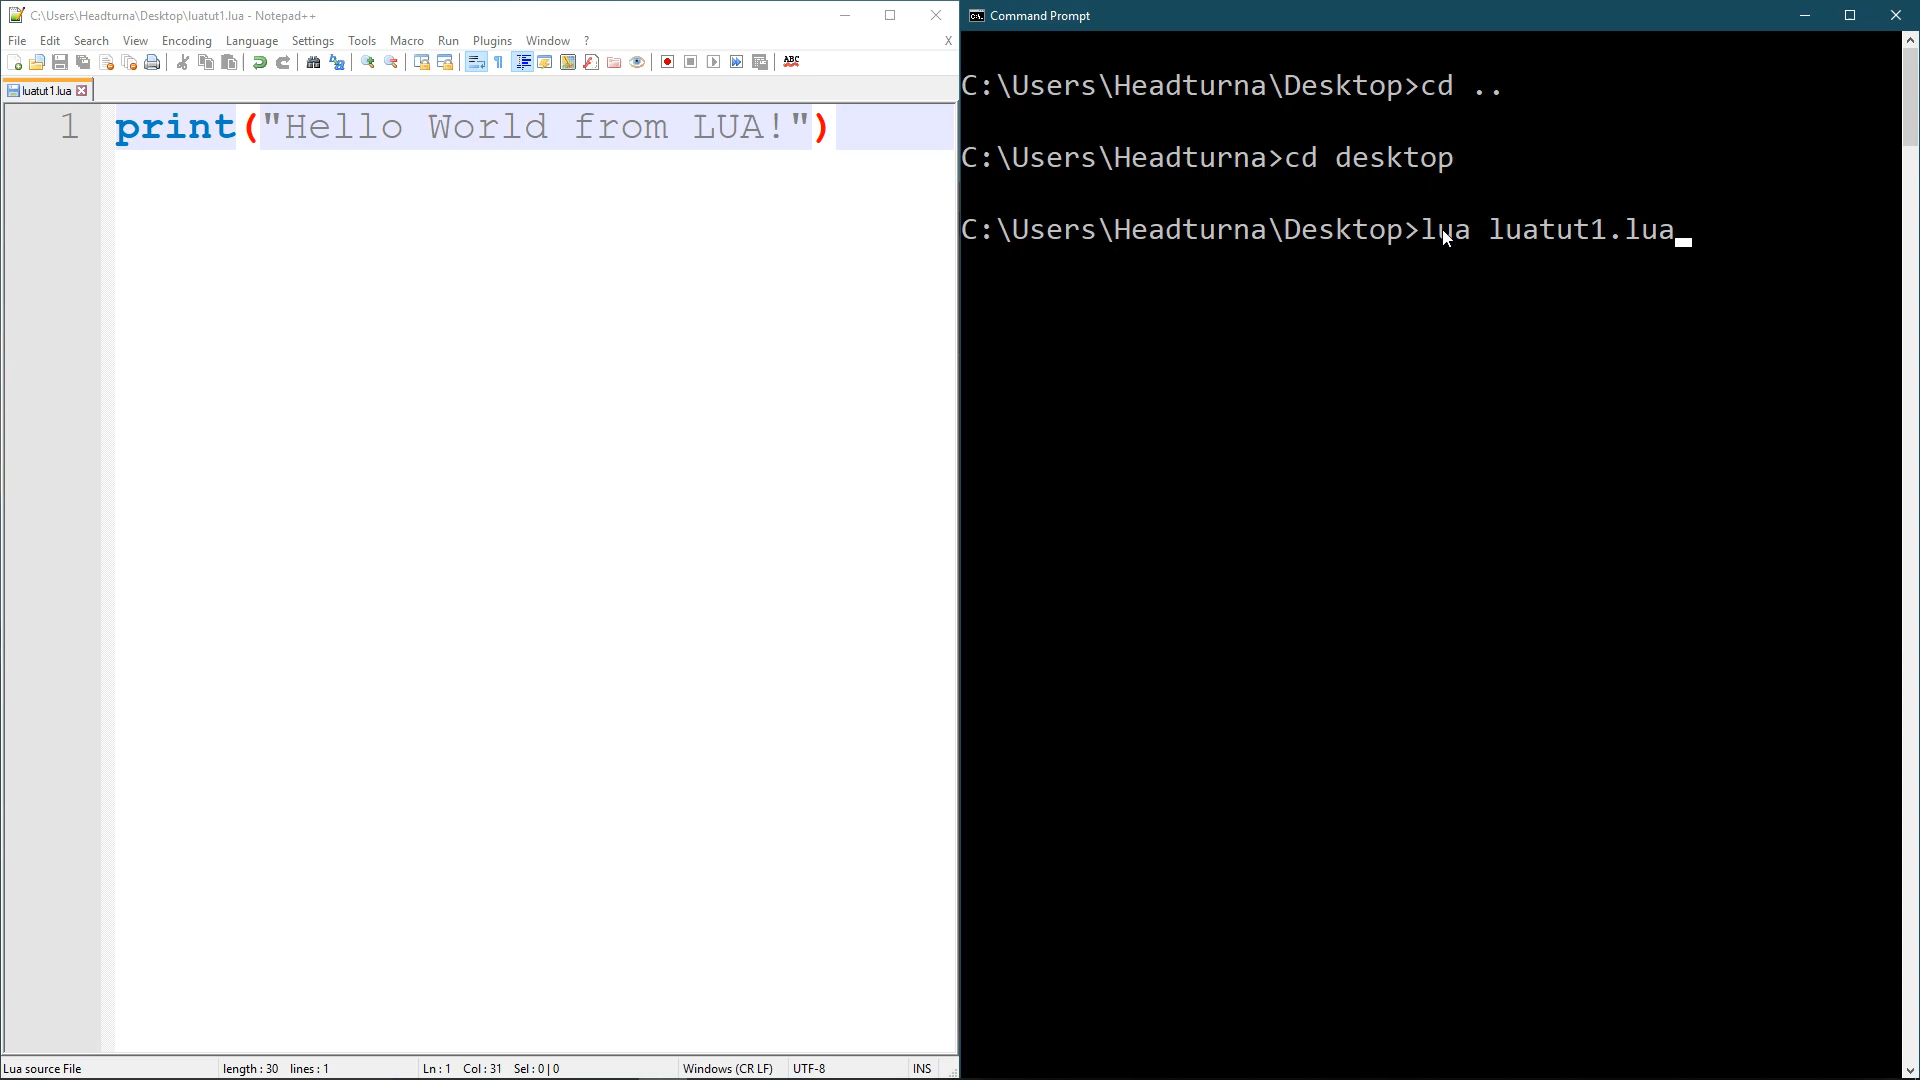 C:\Users\Headturna\Desktop\luatut1.lua - Notepad++
File Edit Search View Encoding Language Settings Tools Macro Run Plugins Window ? X
ABC
luatut1.lua
1 print("Hello World from LUA!")
Lua source File length : 30 lines : 1 Ln : 1 Col : 31 Sel : 0 | 0 Windows (CR LF) UTF-8 INS
Command Prompt
C:\Users\Headturna\Desktop>cd ..
C:\Users\Headturna>cd desktop
C:\Users\Headturna\Desktop>lua luatut1.lua_